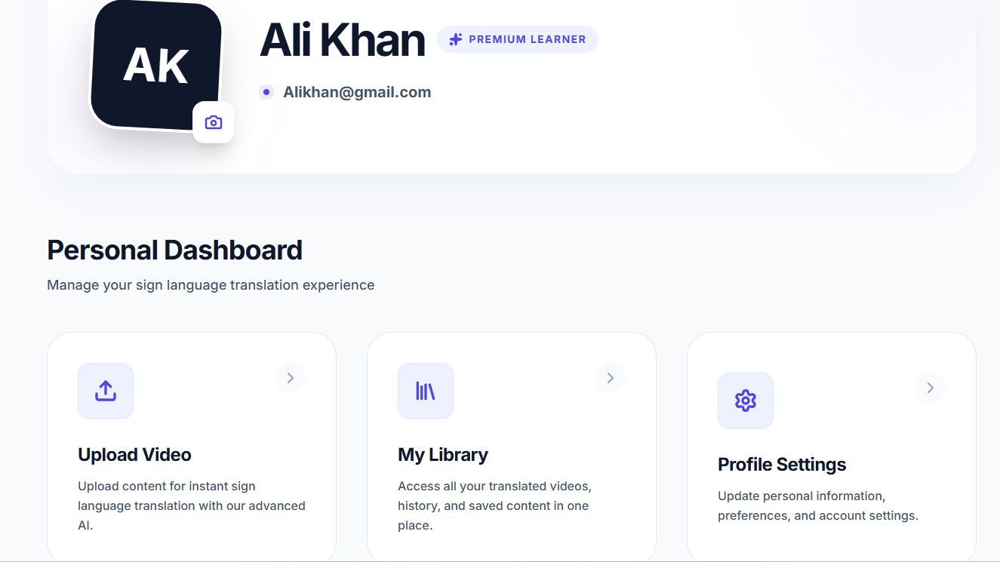 AK
Ali Khan
PREMIUM LEARNER
Alikhan@gmail.com
Personal Dashboard
Manage your sign language translation experience
Upload Video
Upload content for instant sign
language translation with our advanced
AI.
My Library
Access all your translated videos,
history, and saved content in one
place.
Profile Settings
Update personal information,
preferences, and account settings.